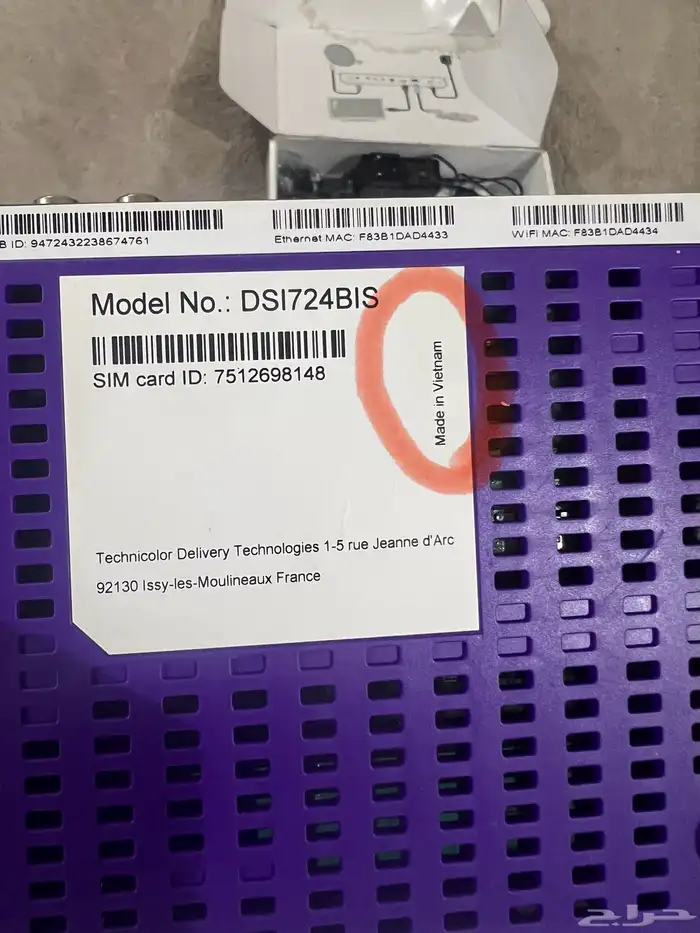 B ID: 9472432238674761
Ethernet MAC: F83B1DAD4433
WiFi MAC: F83B1DAD4434
Model No.: DSI724BIS
SIM card ID: 7512698148
Made in Vietnam
Technicolor Delivery Technologies 1-5 rue Jeanne d'Arc
92130 Issy-les-Moulineaux France
حراج